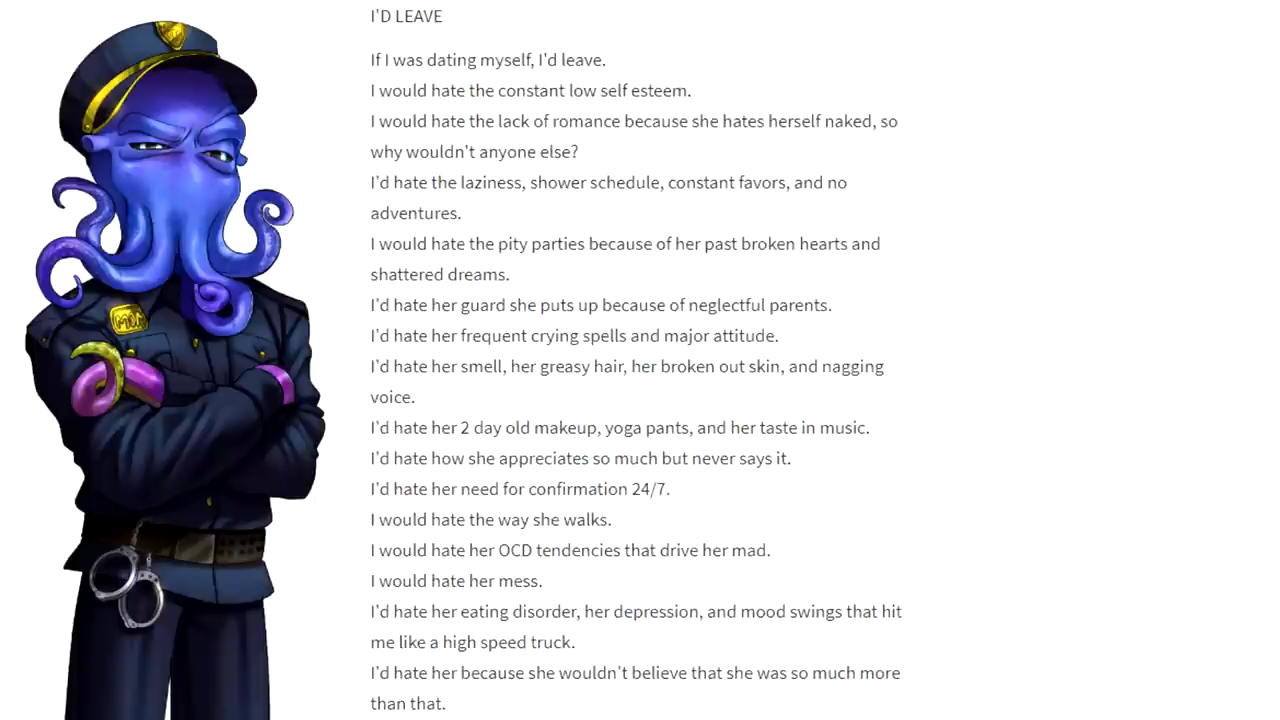 I'D LEAVE
If I was dating myself, I'd leave.
I would hate the constant low self esteem.
I would hate the lack of romance because she hates herself naked, so
why wouldn't anyone else?
I'd hate the laziness, shower schedule, constant favors, and no
adventures.
I would hate the pity parties because of her past broken hearts and
shattered dreams.
I'd hate her guard she puts up because of neglectful parents.
I'd hate her frequent crying spells and major attitude.
I'd hate her smell, her greasy hair, her broken out skin, and nagging
voice.
I'd hate her 2 day old makeup, yoga pants, and her taste in music.
I'd hate how she appreciates so much but never says it.
I'd hate her need for confirmation 24/7.
I would hate the way she walks.
I would hate her OCD tendencies that drive her mad.
I would hate her mess.
I'd hate her eating disorder, her depression, and mood swings that hit
me like a high speed truck.
I'd hate her because she wouldn't believe that she was so much more
than that.